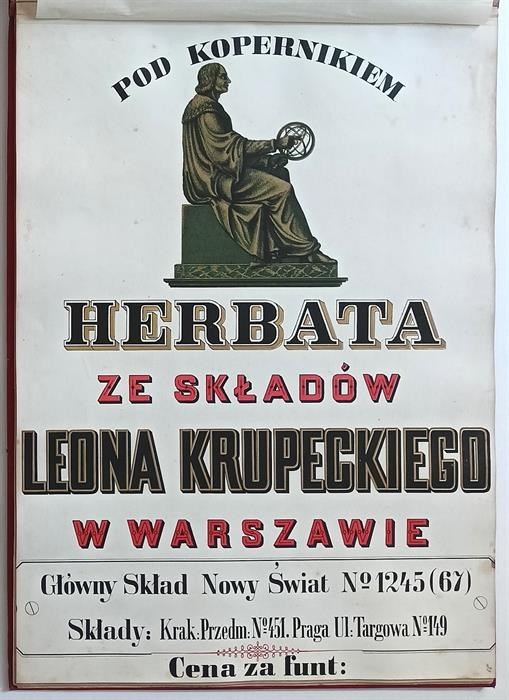 POD KOPERNIKIEM
HERBATA
ZE SKŁADÓW
LEONA KRUPECKIEGO
W WARSZAWIE
Główny Skład Nowy Świat No 1245 (67)
Składy: Krak: Przedm: No 451. Praga Ul: Targowa No 149
Cena za funt: